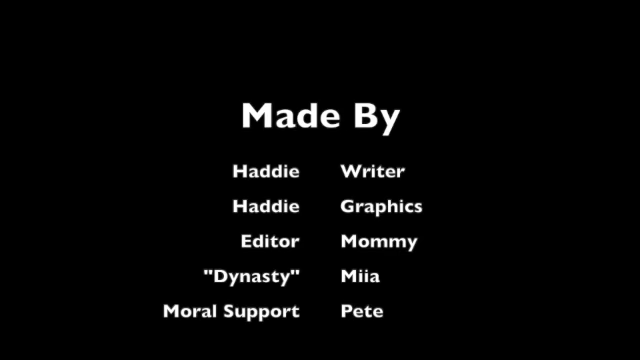 Made By
Haddie Writer
Haddie Graphics
Editor Mommy
"Dynasty" Miia
Moral Support Pete